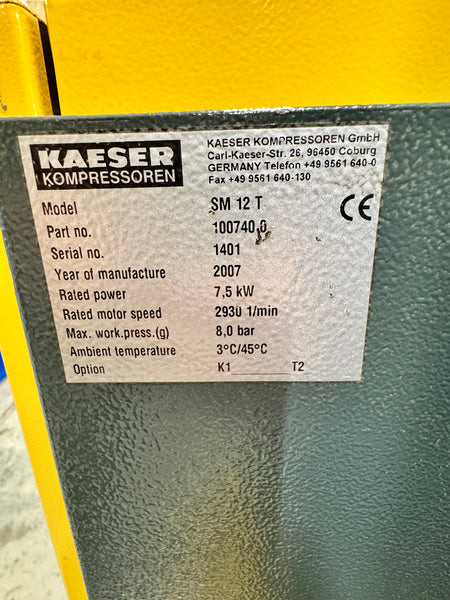 KAESER
KOMPRESSOREN
KAESER KOMPRESSOREN GmbH
Carl-Kaeser-Str. 26, 96450 Coburg
GERMANY Telefon +49 9561 640-0
Fax +49 9561 640-130
CE
Model SM 12 T
Part no. 100740.0
Serial no. 1401
Year of manufacture 2007
Rated power 7,5 kW
Rated motor speed 2930 1/min
Max. work.press.(g) 8,0 bar
Ambient temperature 3°C/45°C
Option K1______T2